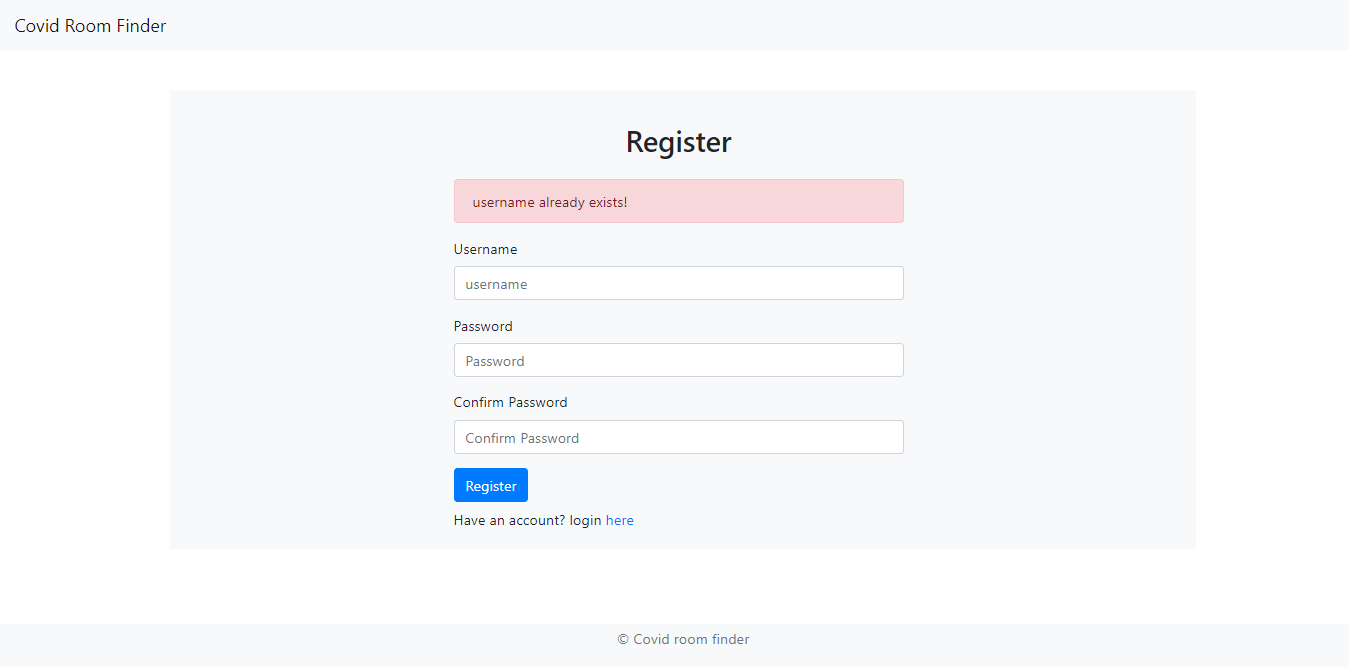 Covid Room Finder
Register
username already exists!
Username
username
Password
Password
Confirm Password
Confirm Password
Register
Have an account? login here
© Covid room finder